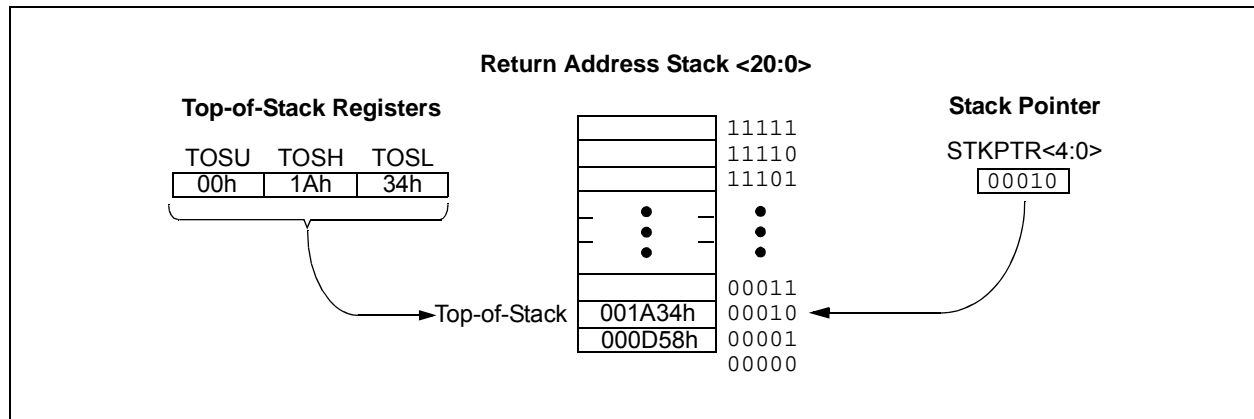 Return Address Stack <20:0>
Top-of-Stack Registers
Stack Pointer
TOSU TOSH TOSL
00h 1Ah 34h
STKPTR<4:0>
00010
11111
11110
11101
00011
Top-of-Stack 001A34h 00010
000D58h 00001
00000